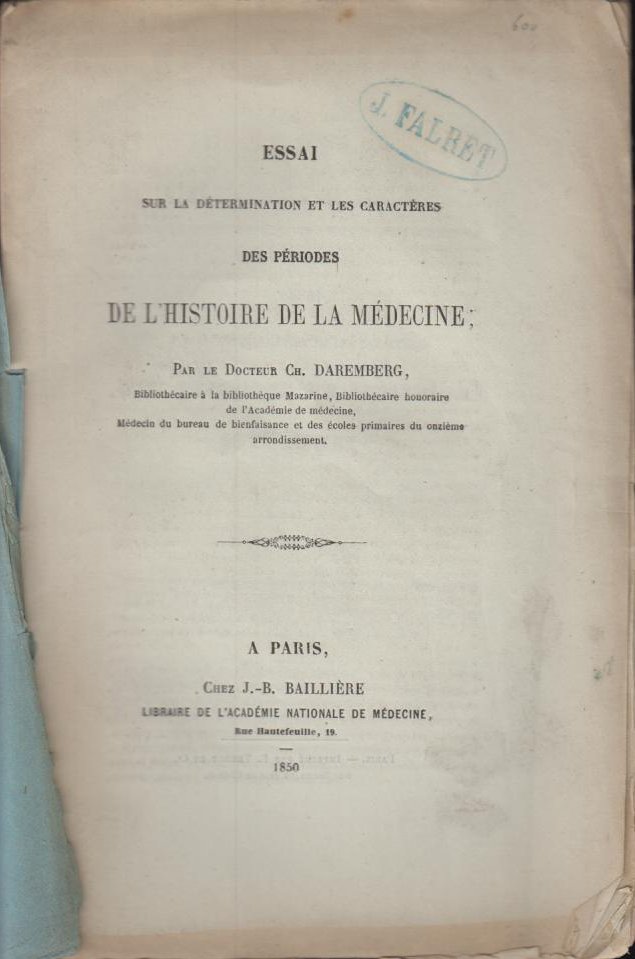 600
J. FALRET
ESSAI
SUR LA DÉTERMINATION ET LES CARACTÈRES
DES PÉRIODES
DE L'HISTOIRE DE LA MÉDECINE;
PAR LE DOCTEUR CH. DAREMBERG,
Bibliothécaire à la bibliothèque Mazarine, Bibliothécaire honoraire
de l'Académie de médecine,
Médecin du bureau de bienfaisance et des écoles primaires du onzième
arrondissement.
A PARIS,
CHEZ J.-B. BAILLIÈRE
LIBRAIRE DE L'ACADÉMIE NATIONALE DE MÉDECINE,
Rue Hautefeuille, 19.
1850